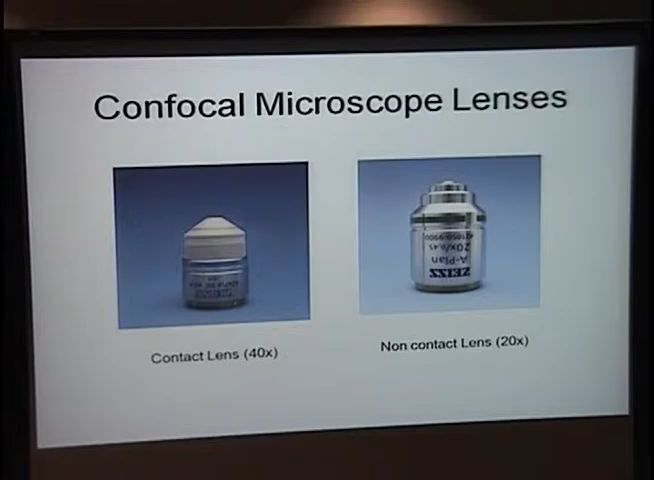 Confocal Microscope Lenses
ZEISS
A-Plan
20x/0.45
Contact Lens (40x)
Non contact Lens (20x)